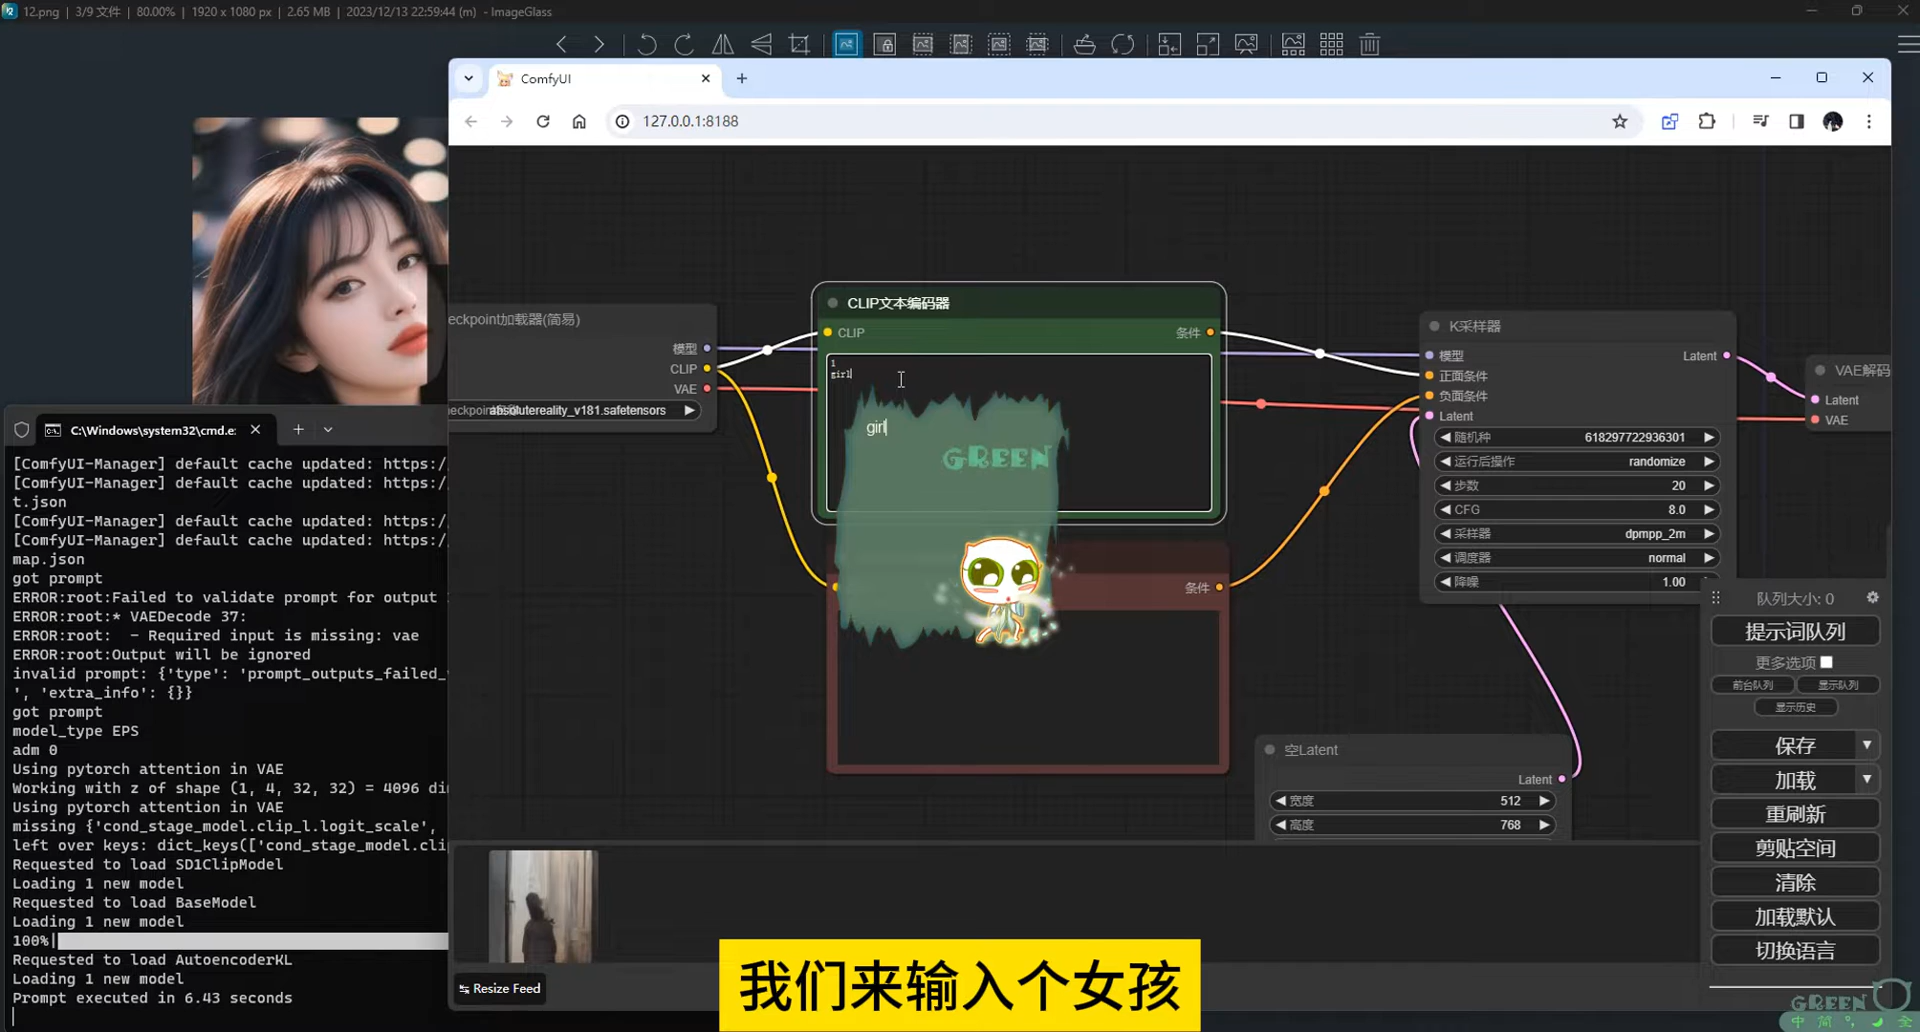 12.png | 3/9 文件 | 80.00% | 1920 x 1080 px | 2.65 MB | 2023/12/13 22:59:44 (m) - ImageGlass
ComfyUI
127.0.0.1:8188
eckpoint加载器(简易)
模型
CLIP
VAE
absolutereality_v181.safetensors
CLIP文本编码器
CLIP
条件
1
girl
girl
GREEN
条件
K采样器
模型
Latent
正面条件
负面条件
Latent
随机种 618297722936301
运行后操作 randomize
步数 20
CFG 8.0
采样器 dpmpp_2m
调度器 normal
降噪 1.00
VAE解码
Latent
VAE
空Latent
Latent
宽度 512
高度 768
队列大小: 0
提示词队列
更多选项
前台队列 显示队列
显示历史
保存
加载
重刷新
剪贴空间
清除
加载默认
切换语言
C:\Windows\system32\cmd.e:
[ComfyUI-Manager] default cache updated: https:/
[ComfyUI-Manager] default cache updated: https:/
t.json
[ComfyUI-Manager] default cache updated: https:/
[ComfyUI-Manager] default cache updated: https:/
map.json
got prompt
ERROR:root:Failed to validate prompt for output
ERROR:root:* VAEDecode 37:
ERROR:root:  - Required input is missing: vae
ERROR:root:Output will be ignored
invalid prompt: {'type': 'prompt_outputs_failed_
', 'extra_info': {}}
got prompt
model_type EPS
adm 0
Using pytorch attention in VAE
Working with z of shape (1, 4, 32, 32) = 4096 di
Using pytorch attention in VAE
missing {'cond_stage_model.clip_l.logit_scale',
left over keys: dict_keys(['cond_stage_model.cli
Requested to load SD1ClipModel
Loading 1 new model
Requested to load BaseModel
Loading 1 new model
100%|
Requested to load AutoencoderKL
Loading 1 new model
Prompt executed in 6.43 seconds
Resize Feed
我们来输入个女孩
GREEN
中 简 °, 全